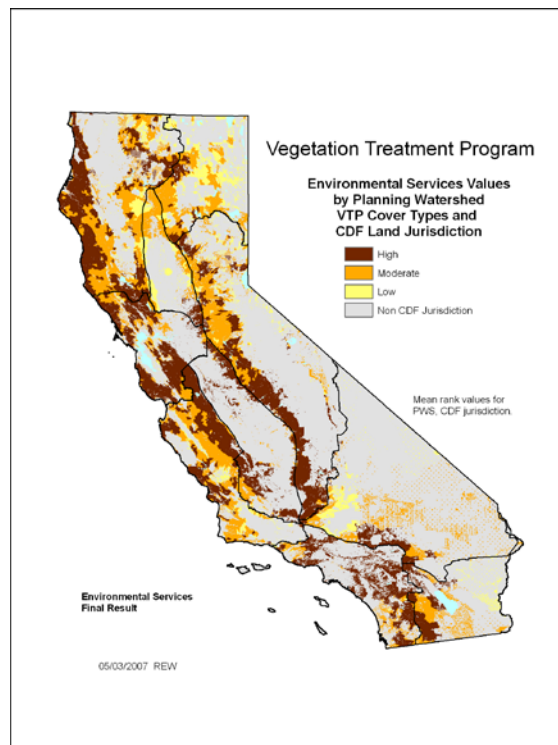 Vegetation Treatment Program
Environmental Services Values
by Planning Watershed
VTP Cover Types and
CDF Land Jurisdiction
High
Moderate
Low
Non CDF Jurisdiction
Mean rank values for
PWS, CDF jurisdiction.
Environmental Services
Final Result
05/03/2007 REW